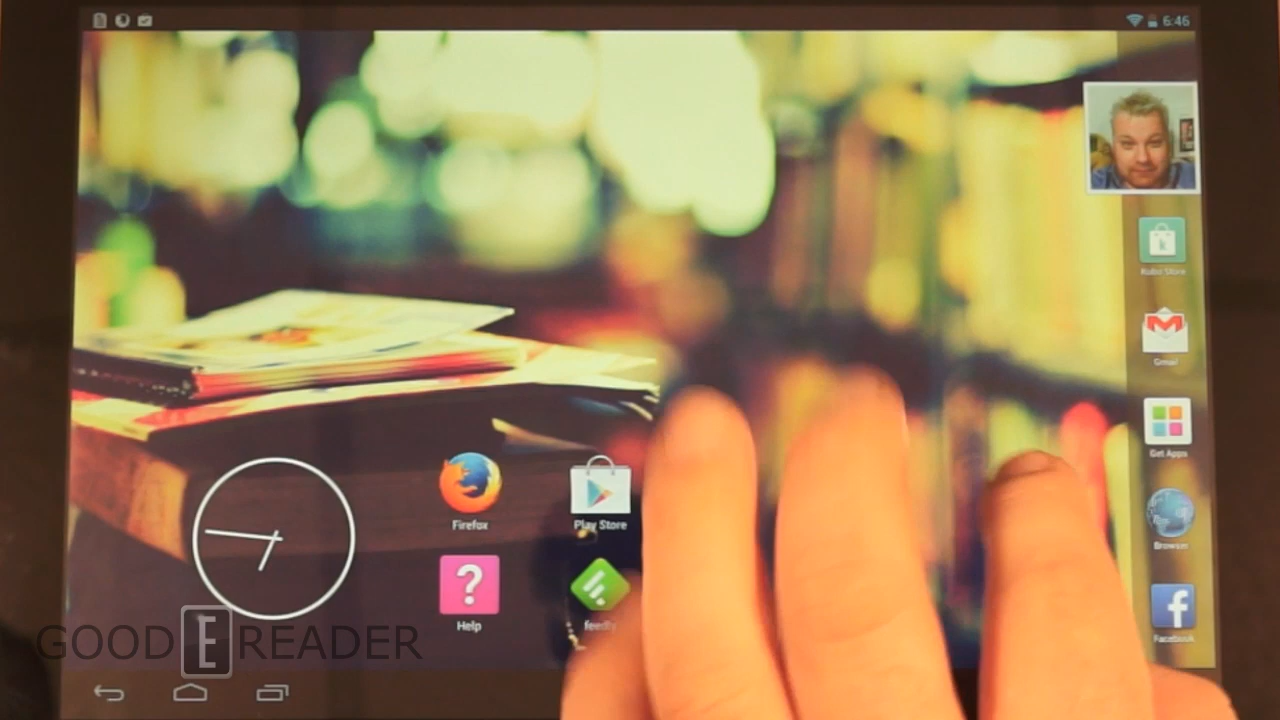 6:46
Kobo Store
Gmail
Get Apps
Firefox
Play Store
Browser
Help
feedly
Facebook
GOOD E READER